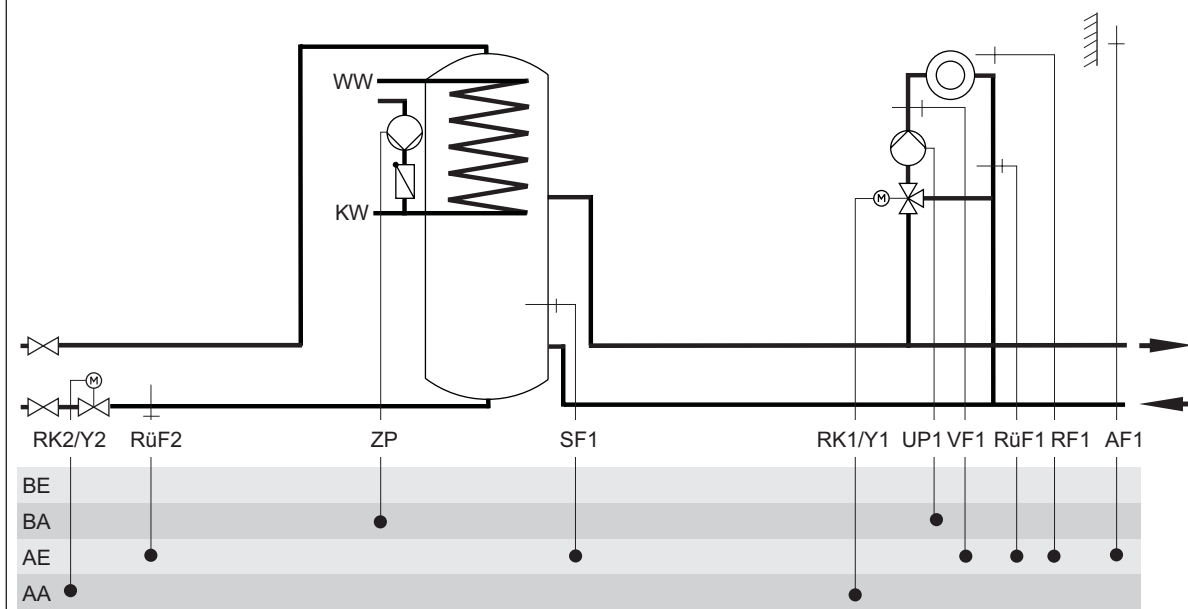 WW
KW
M
M
RK2/Y2 RüF2 ZP SF1 RK1/Y1 UP1 VF1 RüF1 RF1 AF1
BE
BA
AE
AA